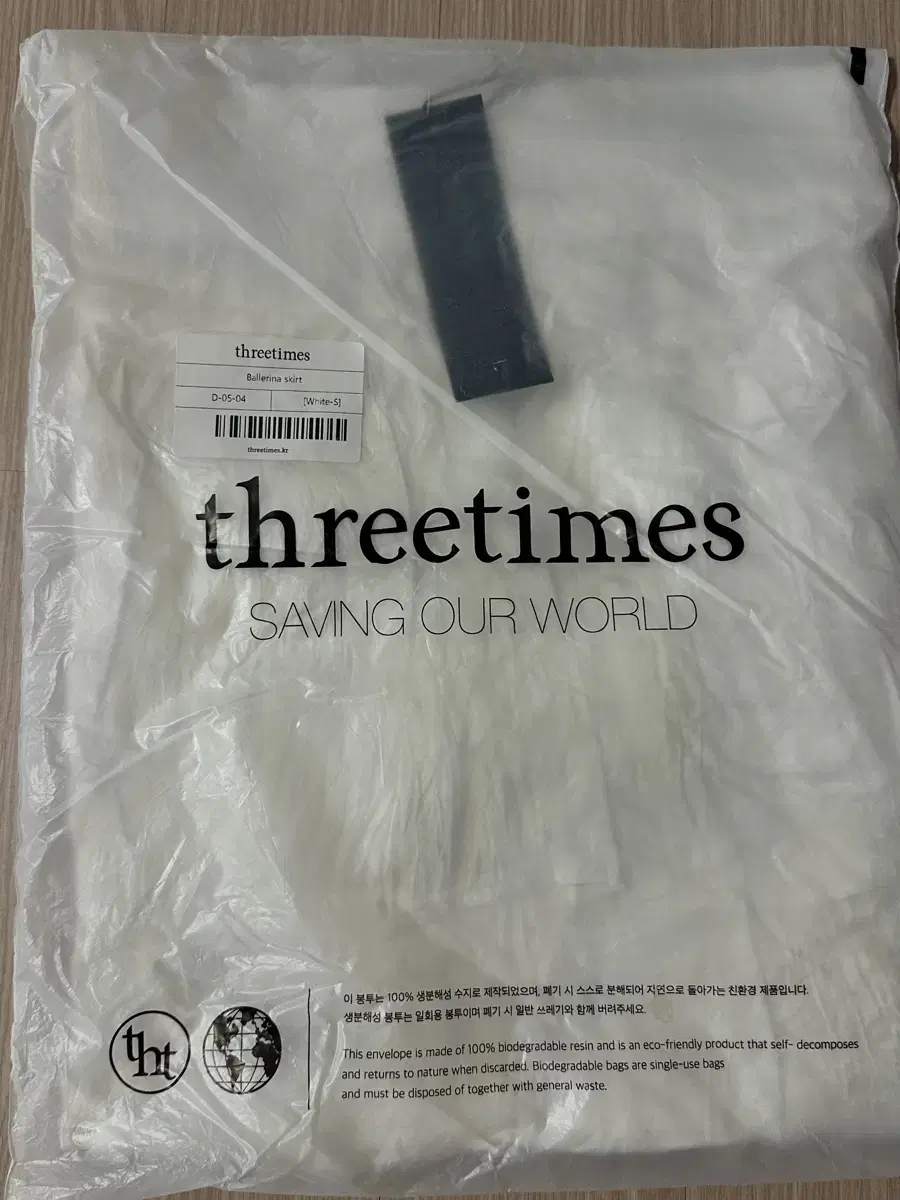 threetimes
Ballerina skirt
D-05-04 [White-S]
threetimes.kr
threetimes
SAVING OUR WORLD
tht
이 봉투는 100% 생분해성 수지로 제작되었으며, 폐기 시 스스로 분해되어 자연으로 돌아가는 친환경 제품입니다.
생분해성 봉투는 일회용 봉투이며 폐기 시 일반 쓰레기와 함께 버려주세요.
This envelope is made of 100% biodegradable resin and is an eco-friendly product that self- decomposes
and returns to nature when discarded. Biodegradable bags are single-use bags
and must be disposed of together with general waste.